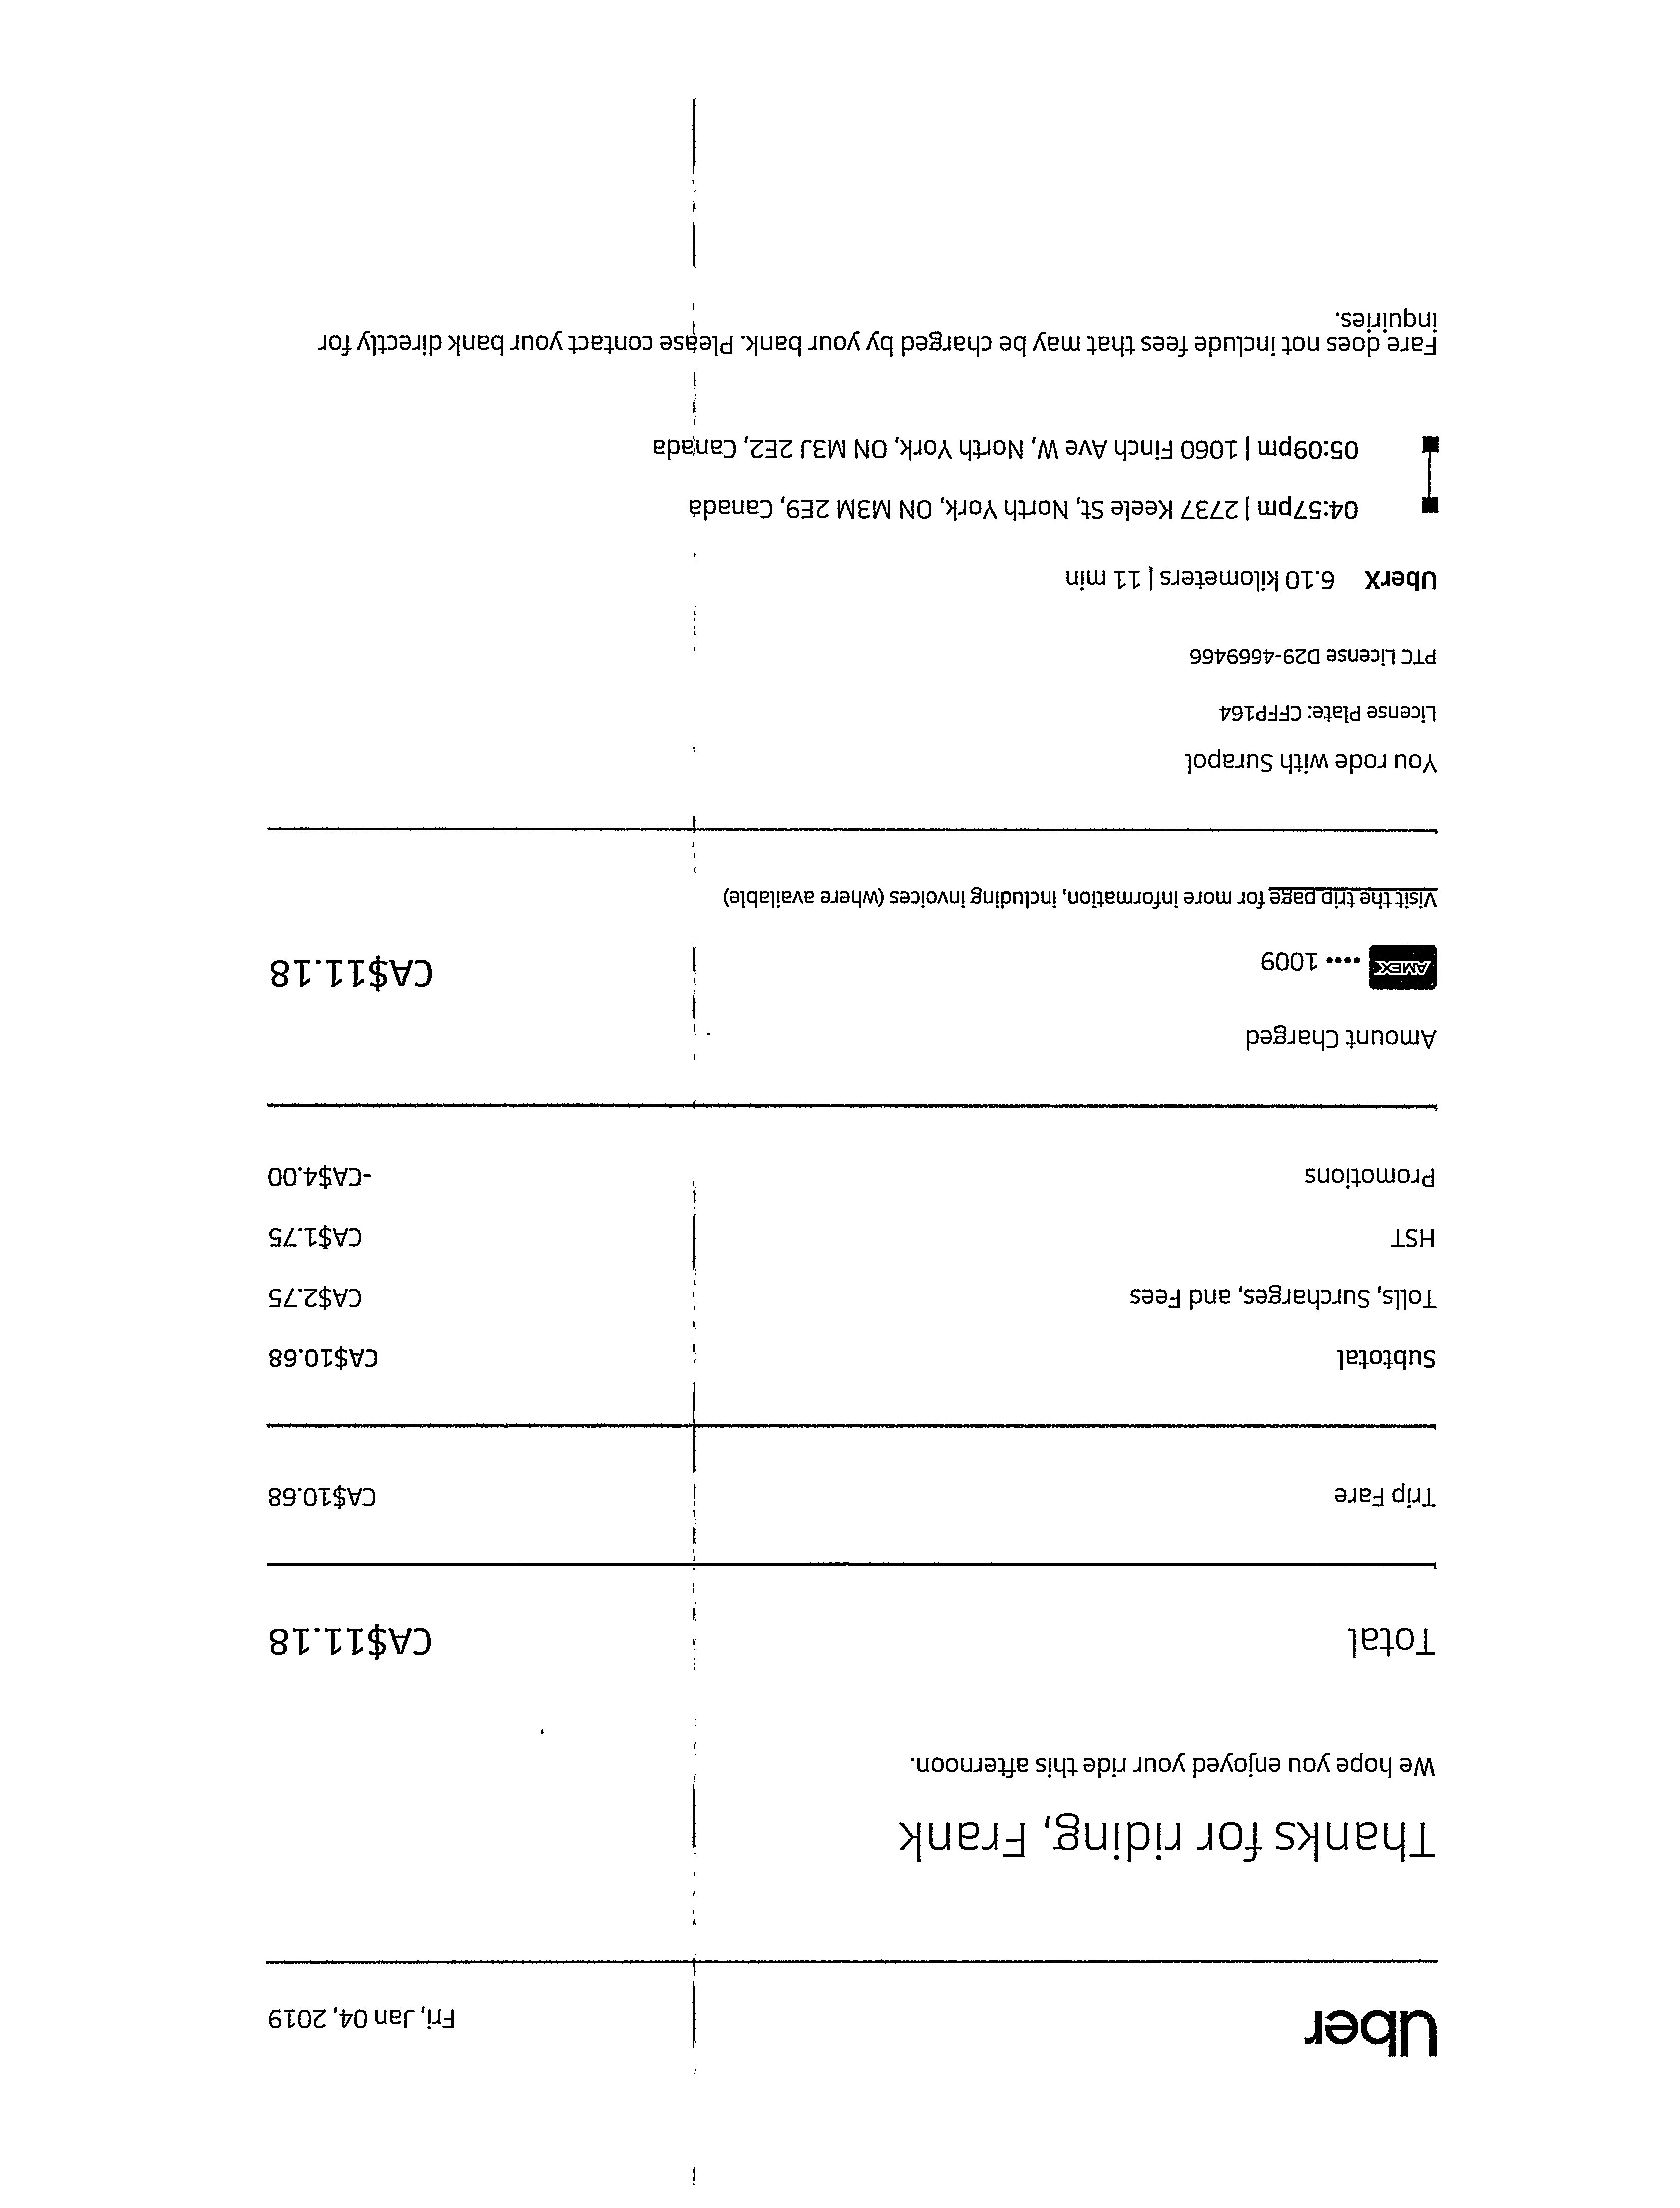 Uber
Fri, Jan 04, 2019
Thanks for riding, Frank
We hope you enjoyed your ride this afternoon.
Total CA$11.18
Trip Fare CA$10.68
Subtotal CA$10.68
Tolls, Surcharges, and Fees CA$2.75
HST CA$1.75
Promotions -CA$4.00
Amount Charged
AMEX •••• 1009 CA$11.18
Visit the trip page for more information, including invoices (where available)
You rode with Surapol
License Plate: CFFP164
PTC License D29-4669466
UberX 6.10 kilometers | 11 min
04:57pm | 2737 Keele St, North York, ON M3M 2E9, Canada
05:09pm | 1060 Finch Ave W, North York, ON M3J 2E2, Canada
Fare does not include fees that may be charged by your bank. Please contact your bank directly for
inquiries.